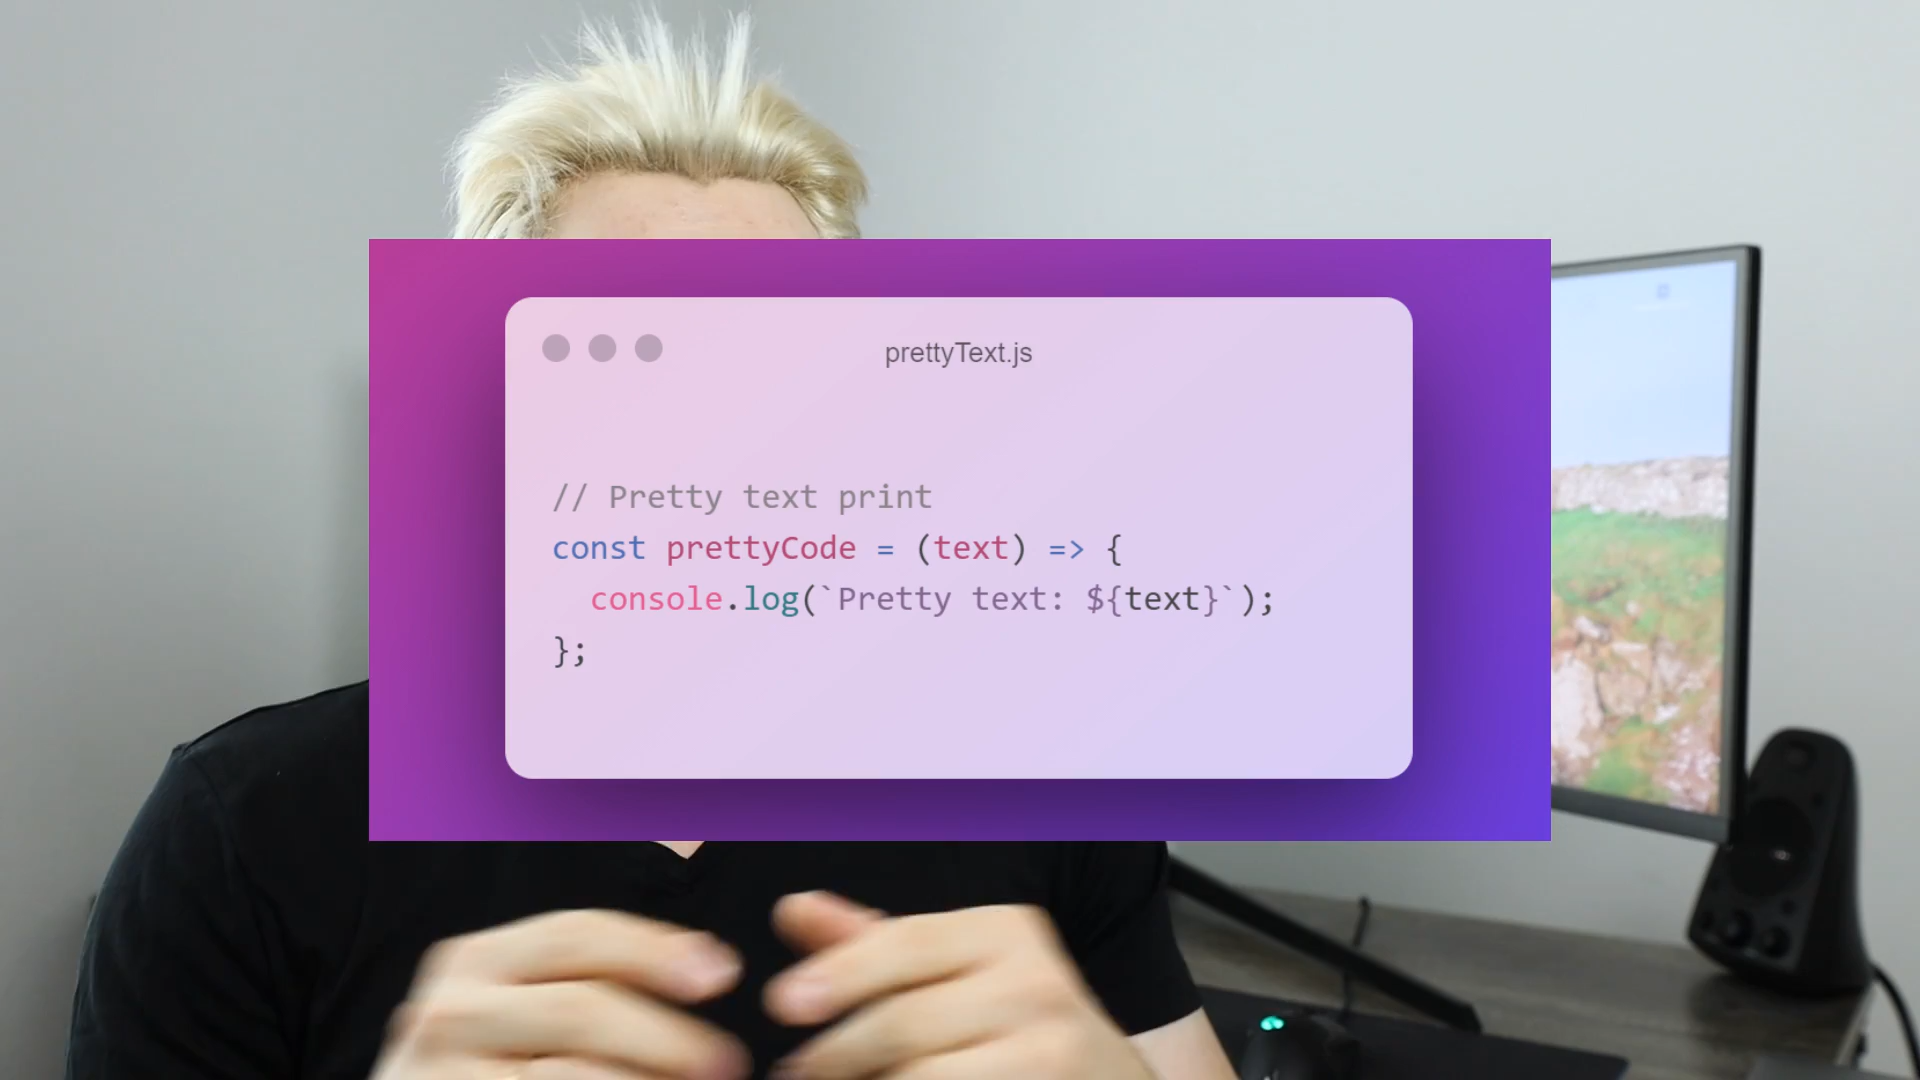 prettyText.js
// Pretty text print
const prettyCode = (text) => {
  console.log(`Pretty text: ${text}`);
};